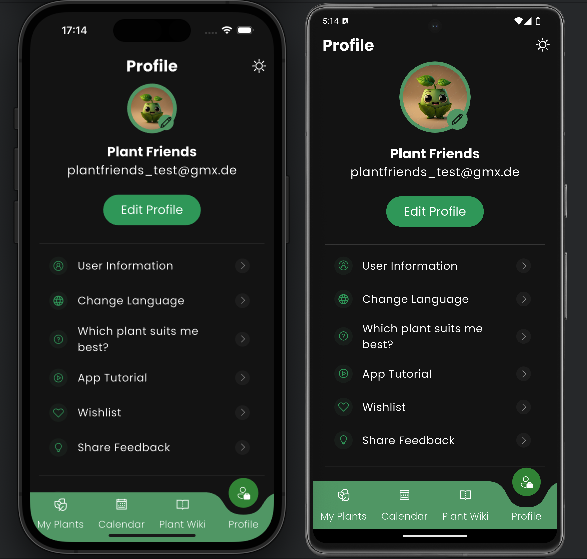 17:14
Profile
Plant Friends
plantfriends_test@gmx.de
Edit Profile
User Information
Change Language
Which plant suits me
best?
App Tutorial
Wishlist
Share Feedback
My Plants
Calendar
Plant Wiki
Profile
5:14
Profile
Plant Friends
plantfriends_test@gmx.de
Edit Profile
User Information
Change Language
Which plant suits me
best?
App Tutorial
Wishlist
Share Feedback
My Plants
Calendar
Plant Wiki
Profile